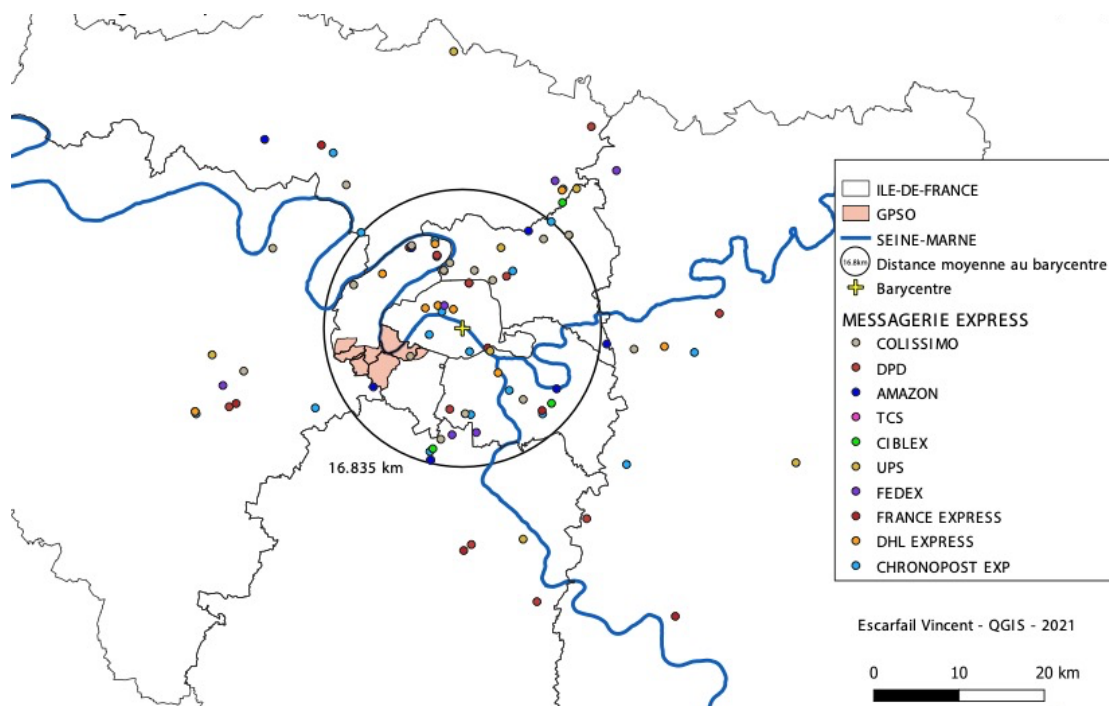 ILE-DE-FRANCE
GPSO
SEINE-MARNE
16.8km Distance moyenne au barycentre
Barycentre
MESSAGERIE EXPRESS
COLISSIMO
DPD
AMAZON
TCS
CIBLEX
UPS
FEDEX
FRANCE EXPRESS
DHL EXPRESS
CHRONOPOST EXP
16.835 km
Escarfail Vincent - QGIS - 2021
0 10 20 km